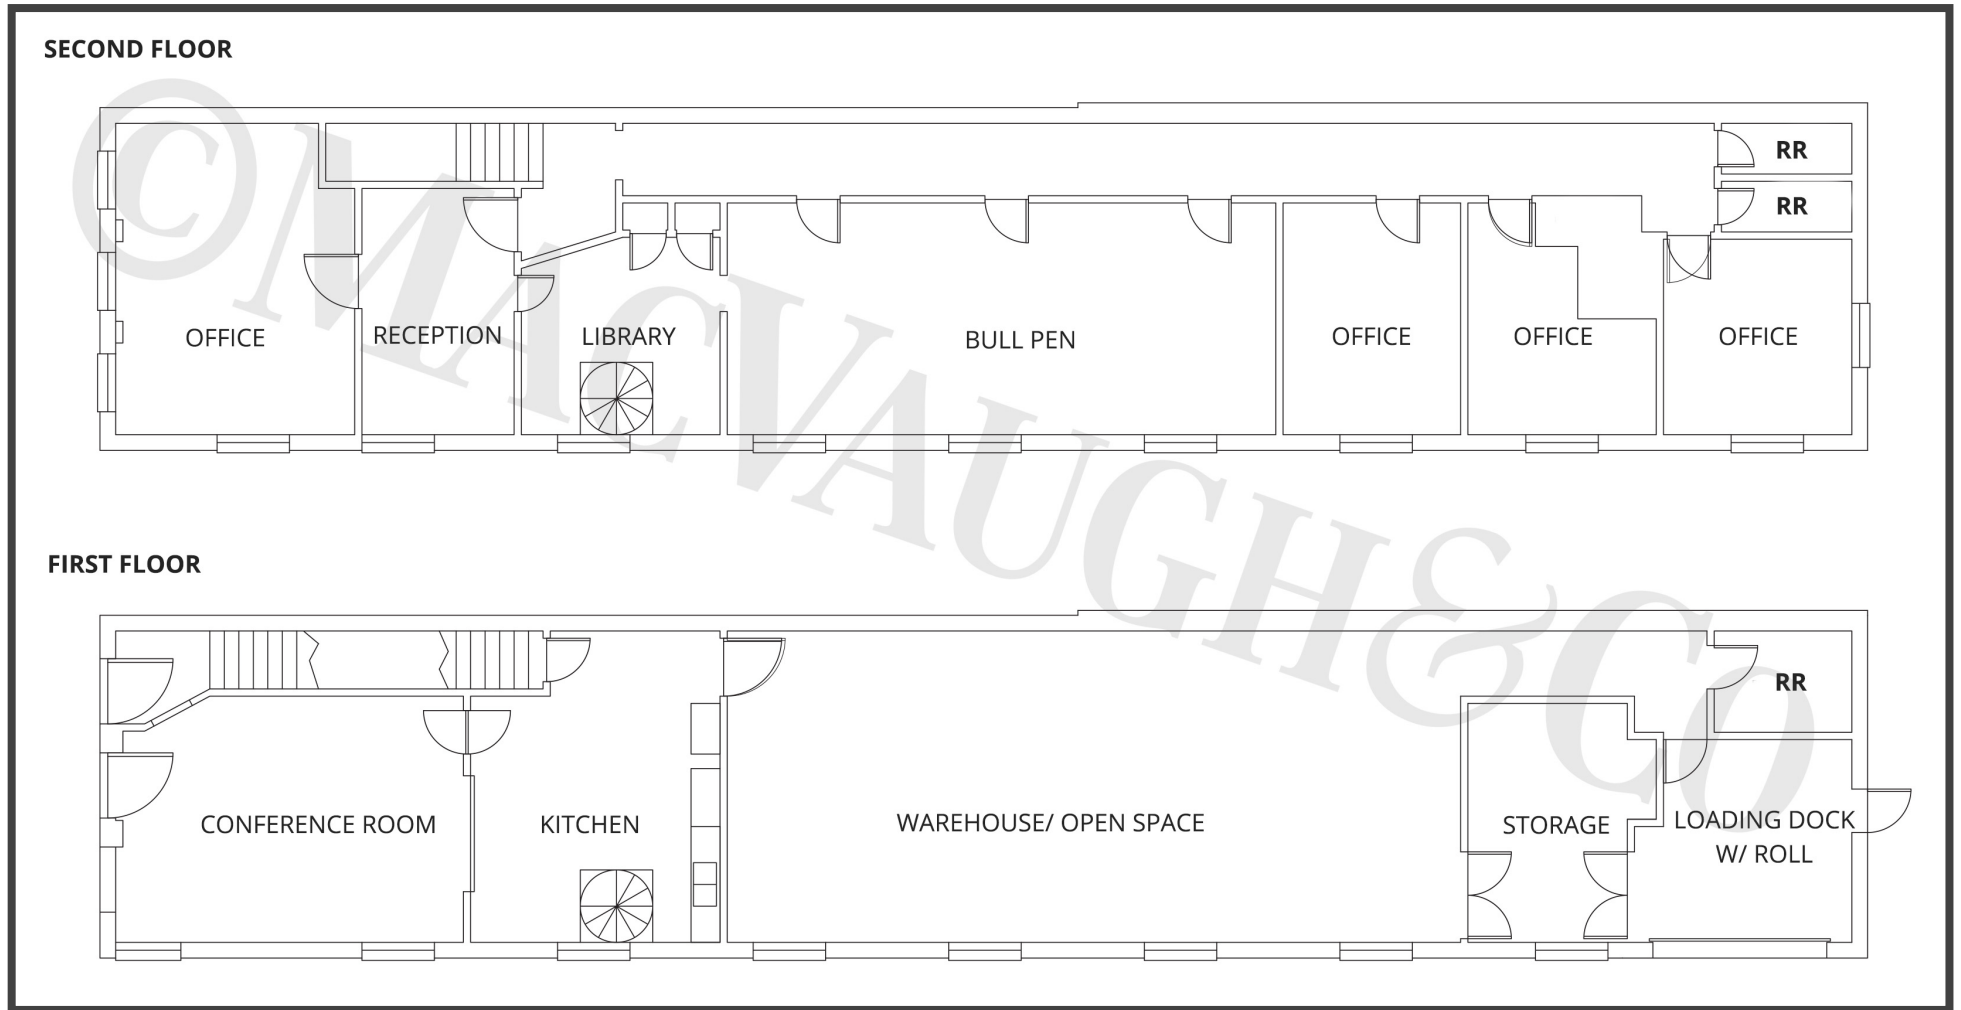 SECOND FLOOR
RR
RR
OFFICE
RECEPTION
LIBRARY
BULL PEN
OFFICE
OFFICE
OFFICE
©MACVAUGH&CO
FIRST FLOOR
RR
CONFERENCE ROOM
KITCHEN
WAREHOUSE/ OPEN SPACE
STORAGE
LOADING DOCK
W/ ROLL